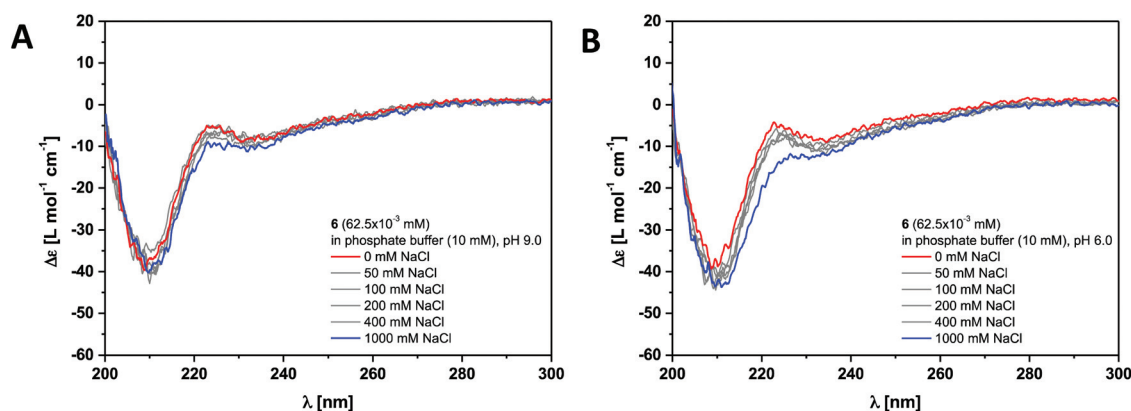 A
20
10
0
-10
-20
-30
-40
-50
-60
Δε [L mol⁻¹ cm⁻¹]
6 (62.5x10⁻³ mM)
in phosphate buffer (10 mM), pH 9.0
0 mM NaCl
50 mM NaCl
100 mM NaCl
200 mM NaCl
400 mM NaCl
1000 mM NaCl
200 220 240 260 280 300
λ [nm]
B
20
10
0
-10
-20
-30
-40
-50
-60
Δε [L mol⁻¹ cm⁻¹]
6 (62.5x10⁻³ mM)
in phosphate buffer (10 mM), pH 6.0
0 mM NaCl
50 mM NaCl
100 mM NaCl
200 mM NaCl
400 mM NaCl
1000 mM NaCl
200 220 240 260 280 300
λ [nm]